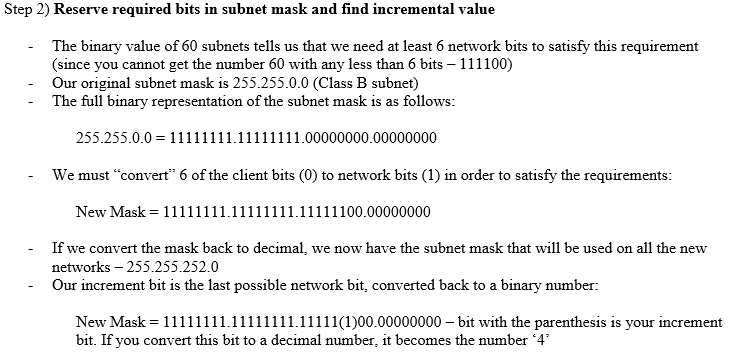 Step 2) Reserve required bits in subnet mask and find incremental value
- The binary value of 60 subnets tells us that we need at least 6 network bits to satisfy this requirement
(since you cannot get the number 60 with any less than 6 bits – 111100)
- Our original subnet mask is 255.255.0.0 (Class B subnet)
- The full binary representation of the subnet mask is as follows:
255.255.0.0 = 11111111.11111111.00000000.00000000
- We must “convert” 6 of the client bits (0) to network bits (1) in order to satisfy the requirements:
New Mask = 11111111.11111111.11111100.00000000
- If we convert the mask back to decimal, we now have the subnet mask that will be used on all the new
networks – 255.255.252.0
- Our increment bit is the last possible network bit, converted back to a binary number:
New Mask = 11111111.11111111.11111(1)00.00000000 – bit with the parenthesis is your increment
bit. If you convert this bit to a decimal number, it becomes the number ‘4’